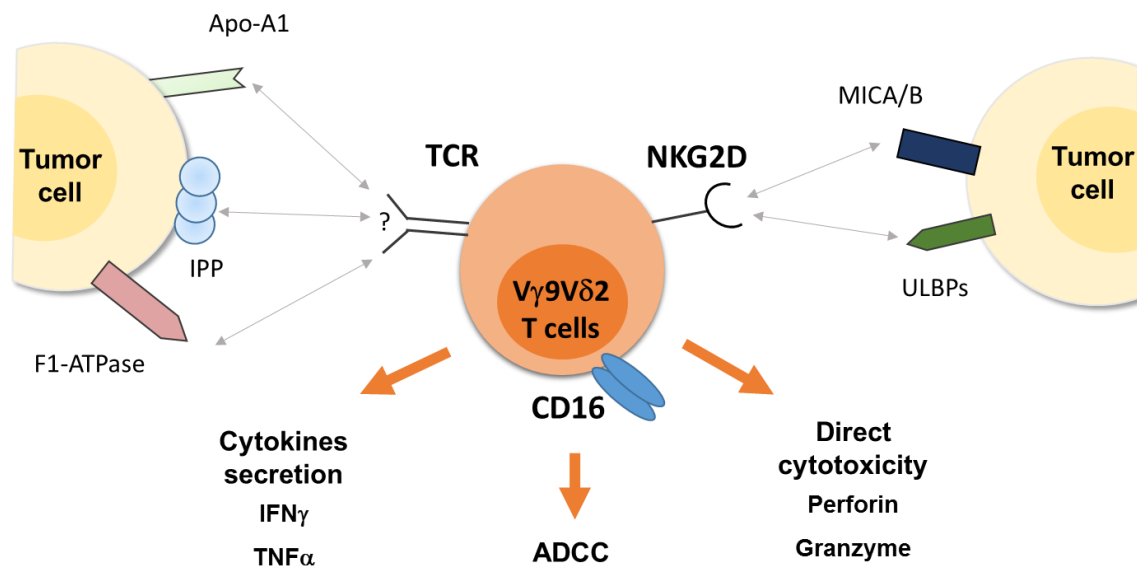 Apo-A1
MICA/B
TCR
NKG2D
Tumor
cell
Tumor
cell
?
IPP
ULBPs
Vγ9Vδ2
T cells
F1-ATPase
CD16
Cytokines
secretion
IFNγ
TNFα
ADCC
Direct
cytotoxicity
Perforin
Granzyme